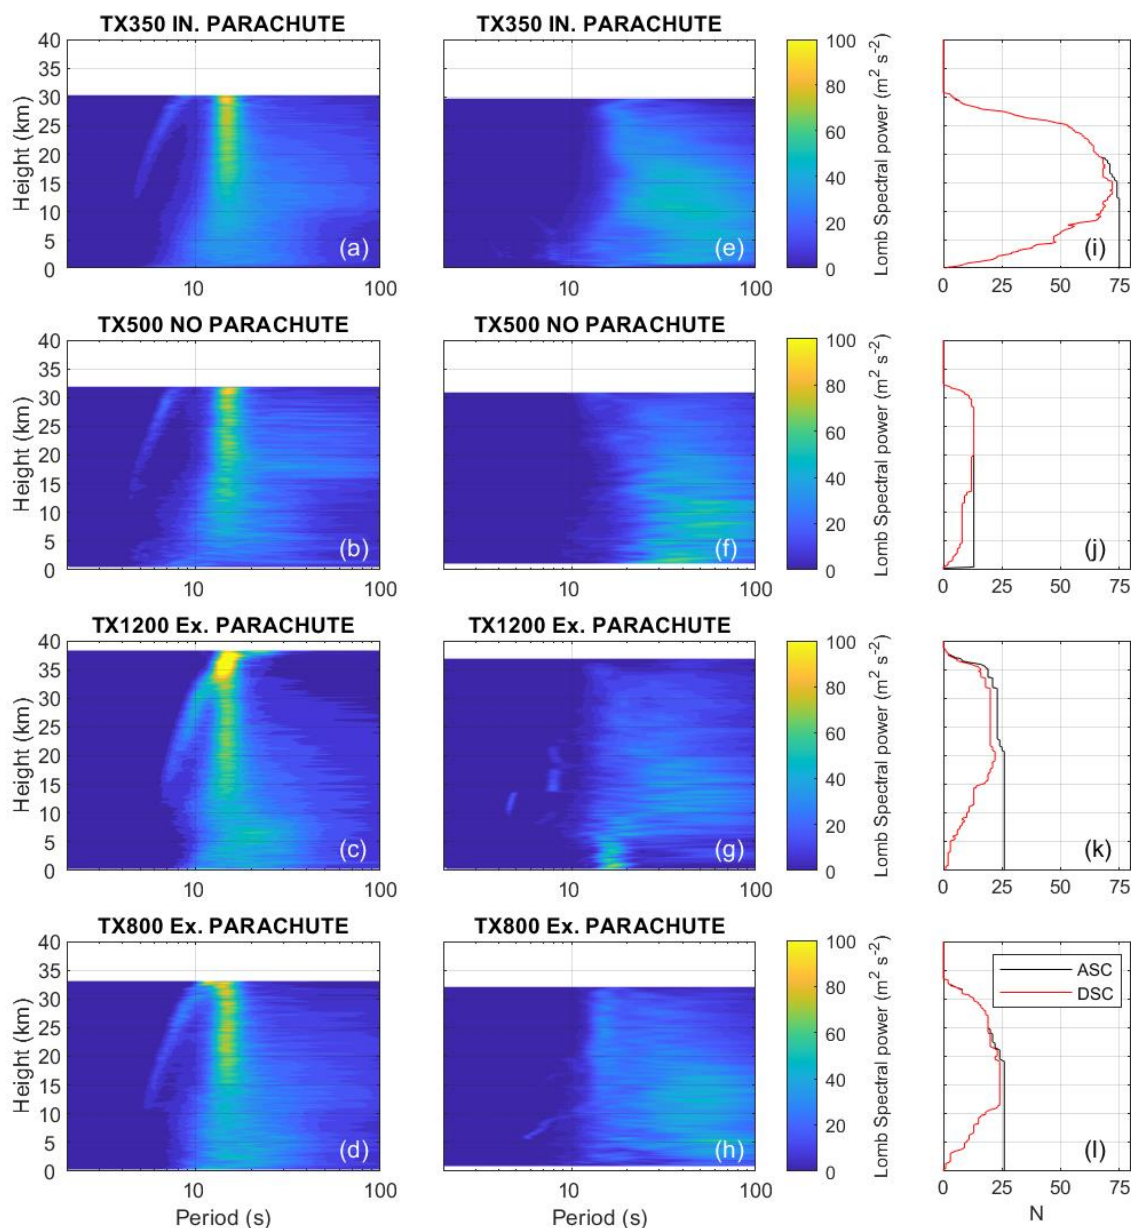 TX350 IN. PARACHUTE
TX350 IN. PARACHUTE
40
35
30
25
20
15
10
5
0
Height (km)
(a)
10
100
(e)
10
100
100
80
60
40
20
0
Lomb Spectral power (m² s⁻²)
(i)
0
25
50
75
TX500 NO PARACHUTE
TX500 NO PARACHUTE
40
35
30
25
20
15
10
5
0
Height (km)
(b)
10
100
(f)
10
100
100
80
60
40
20
0
Lomb Spectral power (m² s⁻²)
(j)
0
25
50
75
TX1200 Ex. PARACHUTE
TX1200 Ex. PARACHUTE
40
35
30
25
20
15
10
5
0
Height (km)
(c)
10
100
(g)
10
100
100
80
60
40
20
0
Lomb Spectral power (m² s⁻²)
(k)
0
25
50
75
TX800 Ex. PARACHUTE
TX800 Ex. PARACHUTE
40
35
30
25
20
15
10
5
0
Height (km)
(d)
10
100
Period (s)
(h)
10
100
Period (s)
100
80
60
40
20
0
Lomb Spectral power (m² s⁻²)
ASC
DSC
(l)
0
25
50
75
N